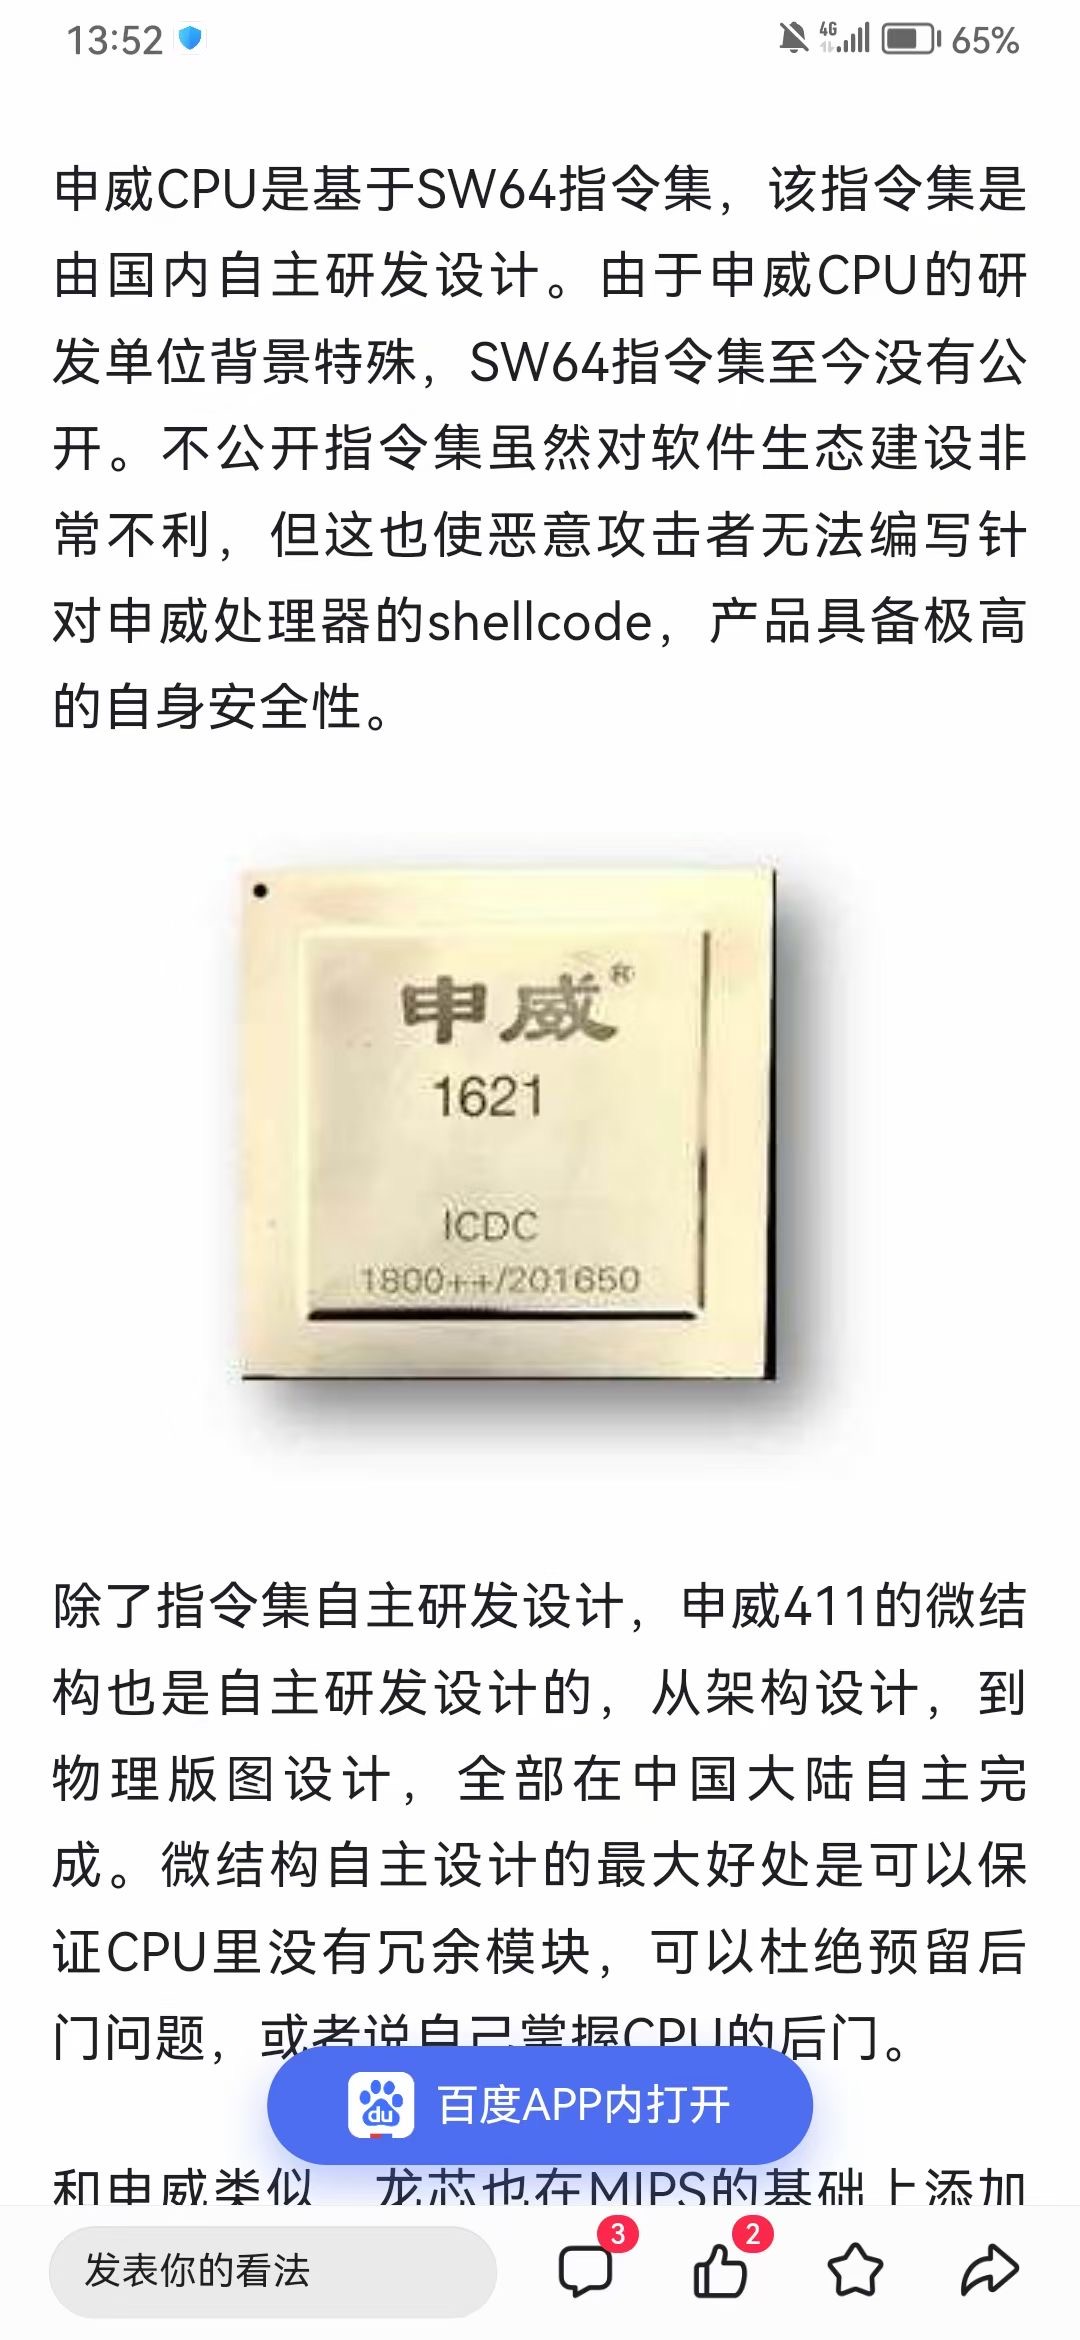 13:52
4G
65%
申威CPU是基于SW64指令集，该指令集是
由国内自主研发设计。由于申威CPU的研
发单位背景特殊，SW64指令集至今没有公
开。不公开指令集虽然对软件生态建设非
常不利，但这也使恶意攻击者无法编写针
对申威处理器的shellcode，产品具备极高
的自身安全性。
申威®
1621
ICDC
1800++/201650
除了指令集自主研发设计，申威411的微结
构也是自主研发设计的，从架构设计，到
物理版图设计，全部在中国大陆自主完
成。微结构自主设计的最大好处是可以保
证CPU里没有冗余模块，可以杜绝预留后
门问题，或者说自己掌握CPU的后门。
du 百度APP内打开
和申威类似 龙芯也在MIPS的基础上添加
发表你的看法
3
2